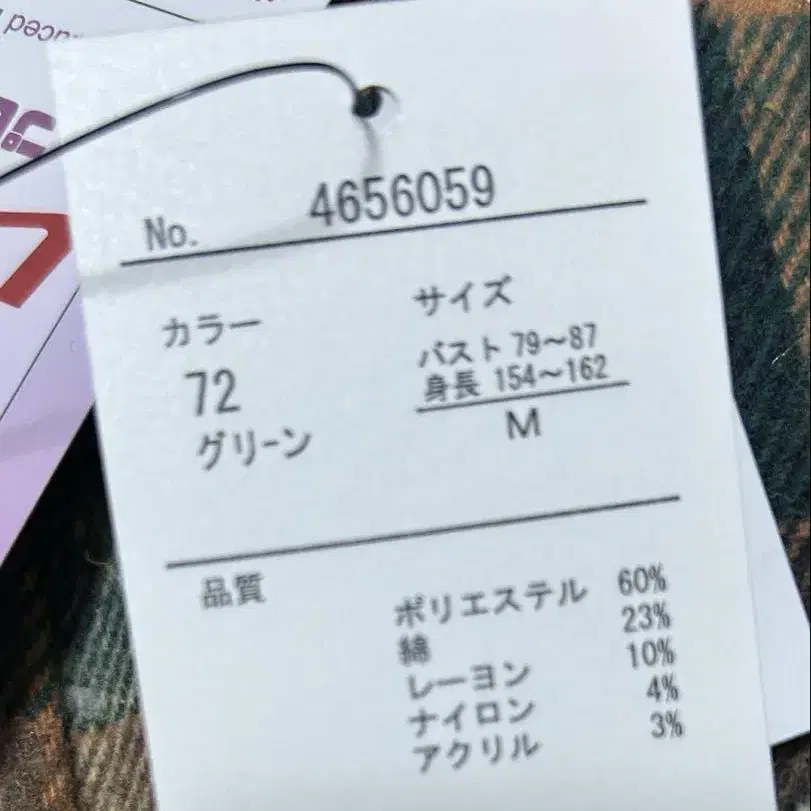 No. 4656059
カラー
72
グリーン
サイズ
バスト 79～87
身長 154～162
M
品質
ポリエステル 60%
綿 23%
レーヨン 10%
ナイロン 4%
アクリル 3%